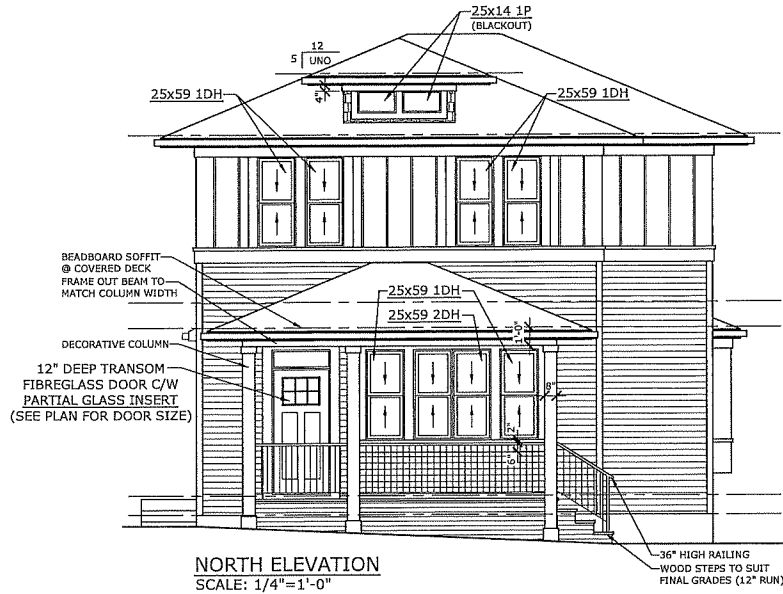 25x14 1P
(BLACKOUT)
12
5
UNO
25x59 1DH
4"
25x59 1DH
BEADBOARD SOFFIT
@ COVERED DECK
FRAME OUT BEAM TO
MATCH COLUMN WIDTH
25x59 1DH
25x59 2DH
1'-0"
DECORATIVE COLUMN
12" DEEP TRANSOM
FIBREGLASS DOOR C/W
PARTIAL GLASS INSERT
(SEE PLAN FOR DOOR SIZE)
8"
2"
6"
NORTH ELEVATION
SCALE: 1/4"=1'-0"
36" HIGH RAILING
WOOD STEPS TO SUIT
FINAL GRADES (12" RUN)